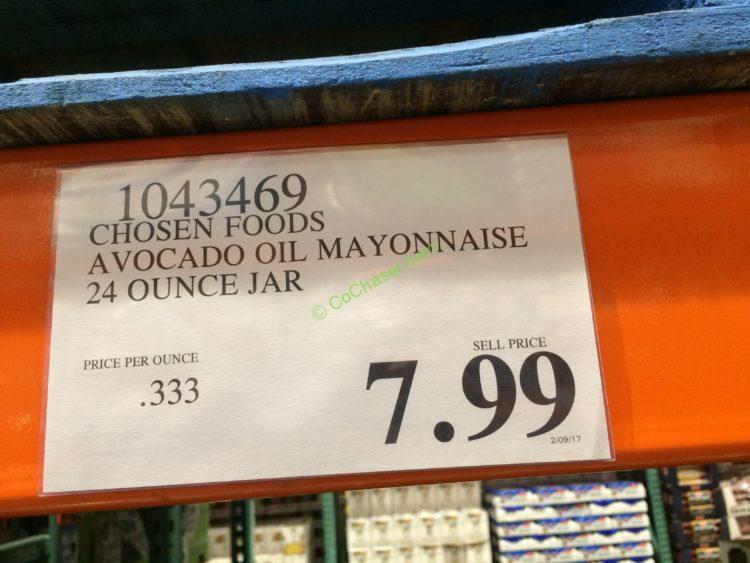 1043469
CHOSEN FOODS
AVOCADO OIL MAYONNAISE
24 OUNCE JAR
© CoChaser.com
PRICE PER OUNCE
.333
SELL PRICE
7.99
2/09/17